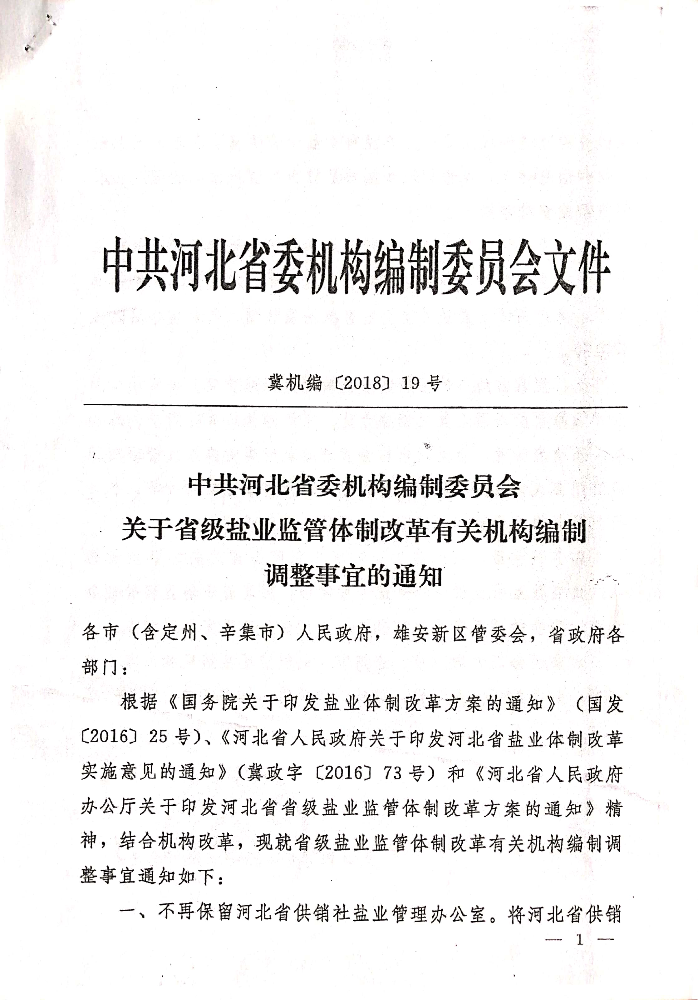 中共河北省委机构编制委员会文件
冀机编〔2018〕19 号
中共河北省委机构编制委员会
关于省级盐业监管体制改革有关机构编制
调整事宜的通知
各市（含定州、辛集市）人民政府，雄安新区管委会，省政府各
部门：
根据《国务院关于印发盐业体制改革方案的通知》（国发
〔2016〕25 号）、《河北省人民政府关于印发河北省盐业体制改革
实施意见的通知》（冀政字〔2016〕73 号）和《河北省人民政府
办公厅关于印发河北省省级盐业监管体制改革方案的通知》精
神，结合机构改革，现就省级盐业监管体制改革有关机构编制调
整事宜通知如下：
一、不再保留河北省供销社盐业管理办公室。将河北省供销
— 1 —